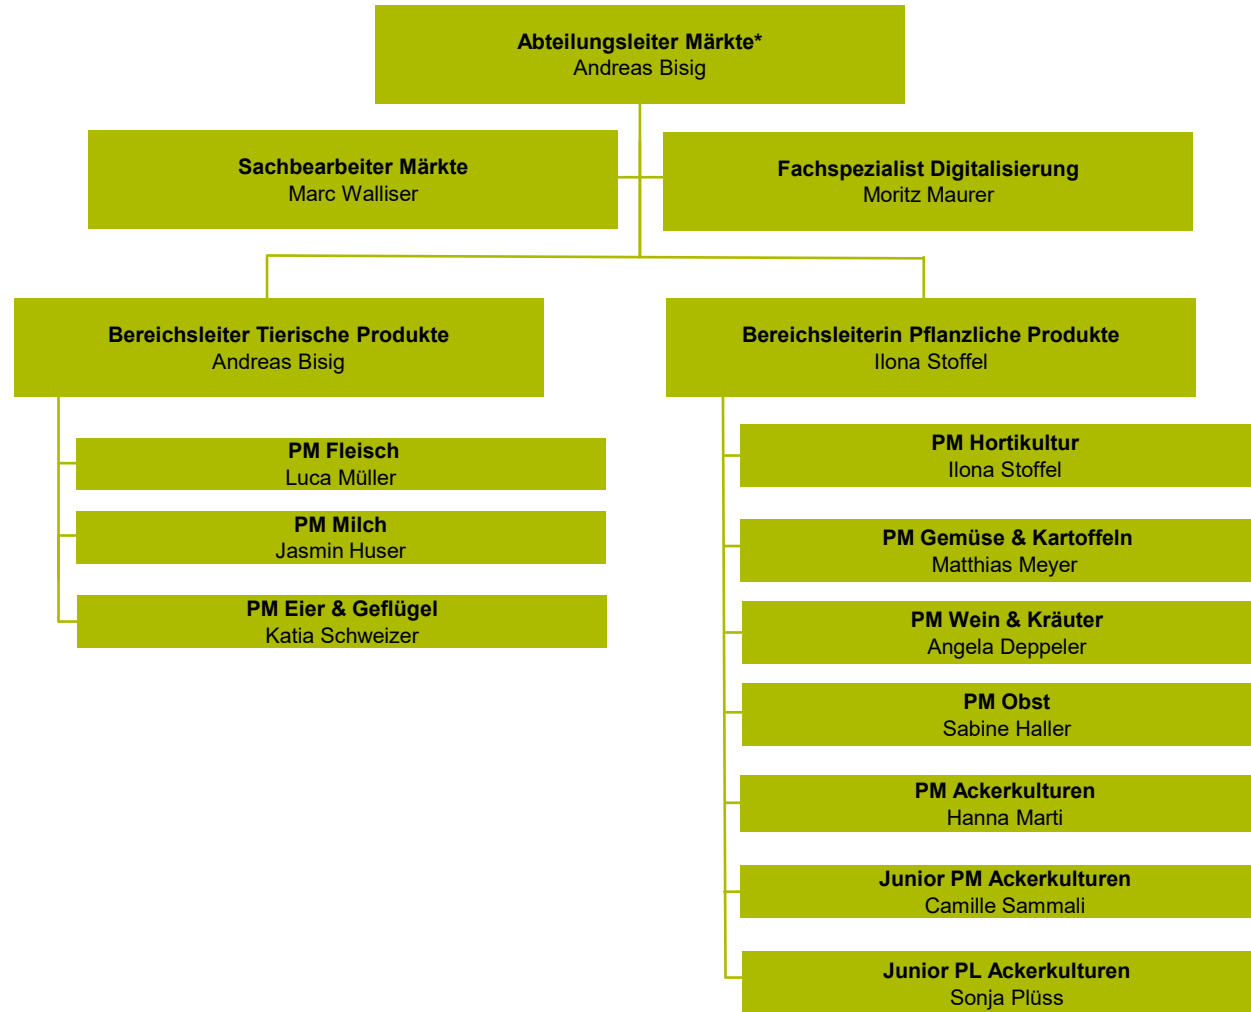 Abteilungsleiter Märkte*
Andreas Bisig
Sachbearbeiter Märkte
Marc Walliser
Fachspezialist Digitalisierung
Moritz Maurer
Bereichsleiter Tierische Produkte
Andreas Bisig
Bereichsleiterin Pflanzliche Produkte
Ilona Stoffel
PM Fleisch
Luca Müller
PM Milch
Jasmin Huser
PM Eier & Geflügel
Katia Schweizer
PM Hortikultur
Ilona Stoffel
PM Gemüse & Kartoffeln
Matthias Meyer
PM Wein & Kräuter
Angela Deppeler
PM Obst
Sabine Haller
PM Ackerkulturen
Hanna Marti
Junior PM Ackerkulturen
Camille Sammali
Junior PL Ackerkulturen
Sonja Plüss